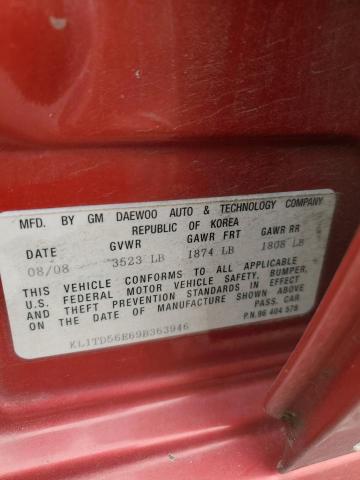 MFD. BY GM DAEWOO AUTO & TECHNOLOGY COMPANY
REPUBLIC OF KOREA
DATE GVWR GAWR FRT GAWR RR
08/08 3523 LB 1874 LB 1808 LB
THIS VEHICLE CONFORMS TO ALL APPLICABLE
U.S. FEDERAL MOTOR VEHICLE SAFETY, BUMPER,
AND THEFT PREVENTION STANDARDS IN EFFECT
ON THE DATE OF MANUFACTURE SHOWN ABOVE.
PASS. CAR
KL1TD56E69B363946
P.N. 96 404 578